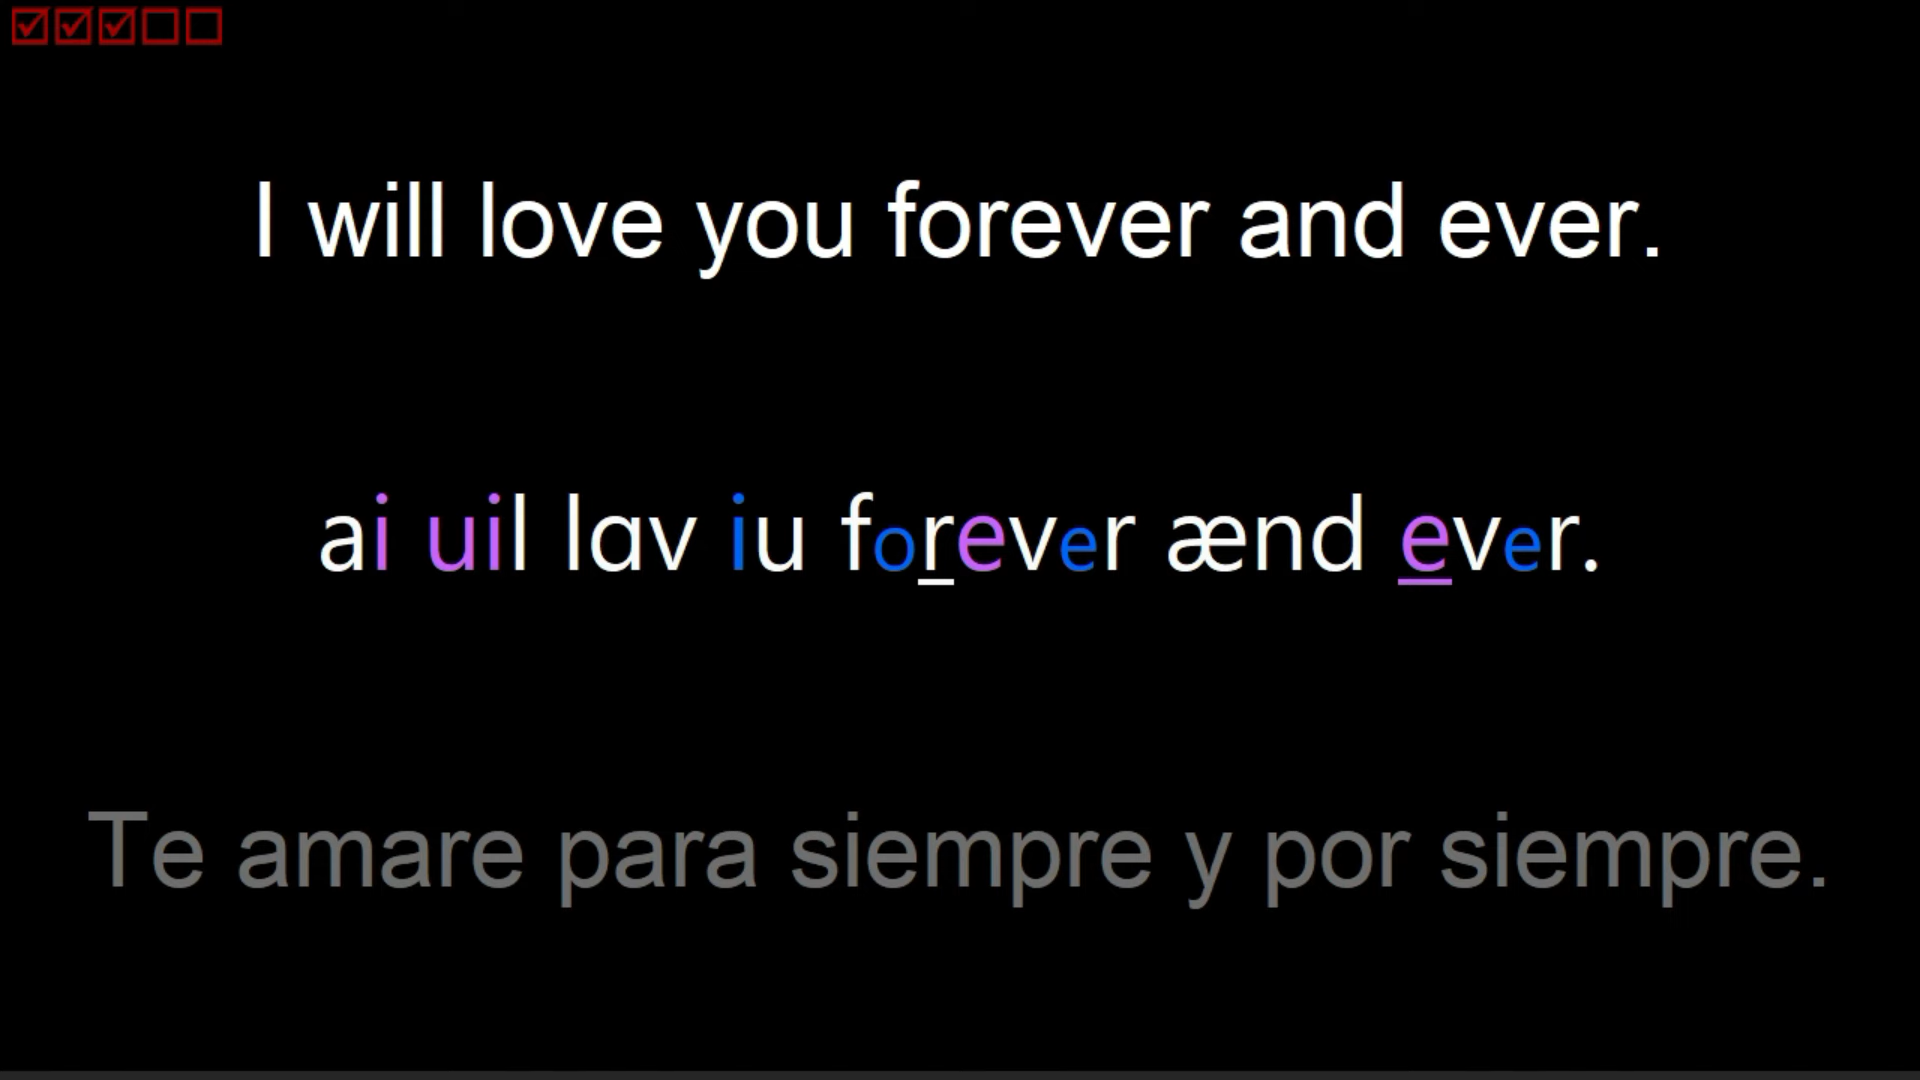 I will love you forever and ever.
ai uil lɑv iu forever ænd ever.
Te amare para siempre y por siempre.